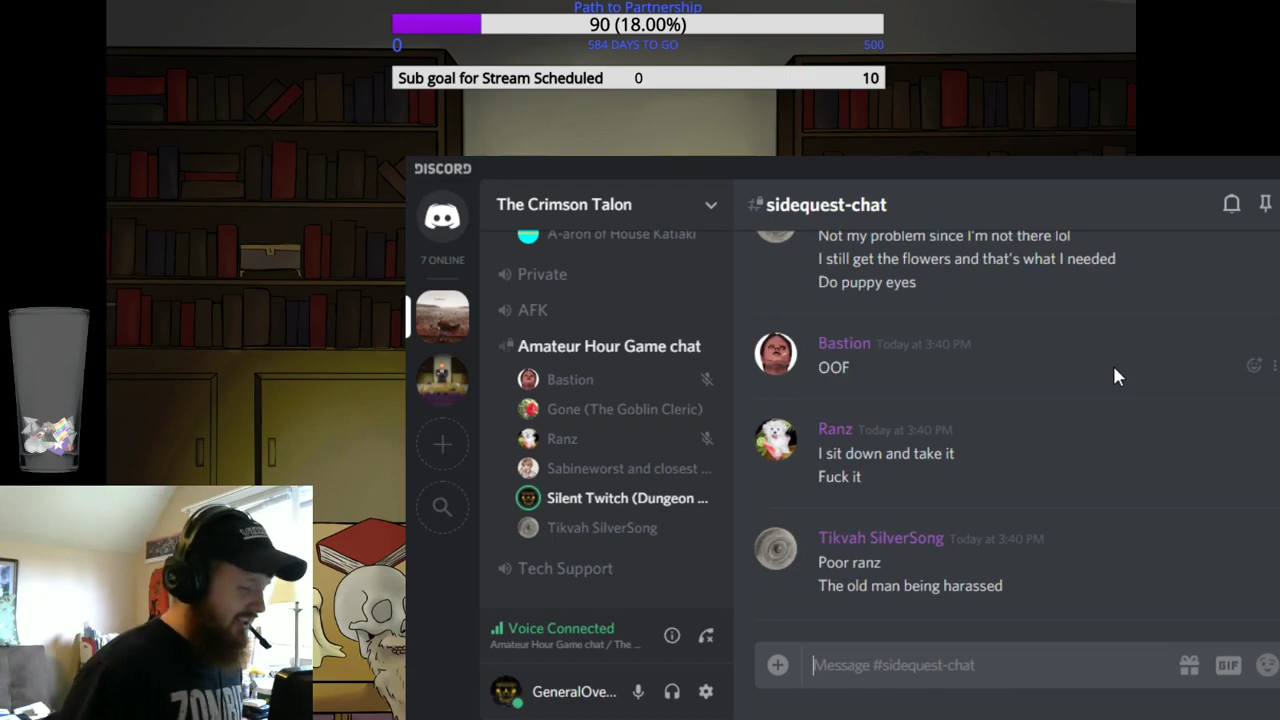 Path to Partnership
90 (18.00%)
0
584 DAYS TO GO
500
Sub goal for Stream Scheduled 0 10
DISCORD
The Crimson Talon
sidequest-chat
7 ONLINE
A-aron of House Katlaki
Private
AFK
Amateur Hour Game chat
Bastion
Gone (The Goblin Cleric)
Ranz
Sabineworst and closest ...
Silent Twitch (Dungeon ...
Tikvah SilverSong
Tech Support
Voice Connected
Amateur Hour Game chat / The ...
GeneralOve...
Not my problem since I'm not there lol
I still get the flowers and that's what I needed
Do puppy eyes
Bastion Today at 3:40 PM
OOF
Ranz Today at 3:40 PM
I sit down and take it
Fuck it
Tikvah SilverSong Today at 3:40 PM
Poor ranz
The old man being harassed
Message #sidequest-chat
GIF